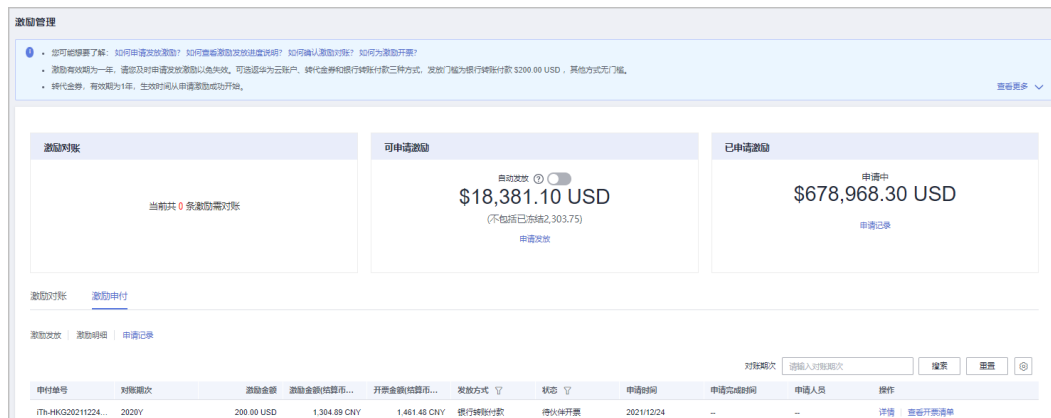 激励管理
您可能想要了解： 如何申请发放激励？ 如何查看激励发放进度说明？ 如何确认激励对账？ 如何为激励开票？
激励有效期为一年，请您及时申请发放激励以免失效。可选返华为云账户，转代金券和银行转账付款三种方式，发放门槛为银行转账付款 $200.00 USD ，其他方式无门槛。
转代金券，有效期为1年，生效时间从申请激励成功开始。
查看更多
激励对账
当前共 0 条激励需对账
可申请激励
自动发放
$18,381.10 USD
(不包括已冻结2,303.75)
申请发放
已申请激励
申请中
$678,968.30 USD
申请记录
激励对账 激励申付
激励发放 激励明细 申请记录
对账期次 请输入对账期次 搜索 重置
申付单号 对账期次 激励金额 激励金额(结算币... 开票金额(结算币... 发放方式 状态 申请时间 申请完成时间 申请人员 操作
iTh-HKG20211224... 2020Y 200.00 USD 1,304.89 CNY 1,461.48 CNY 银行转账付款 待伙伴开票 2021/12/24 -- -- 详情 查看开票清单